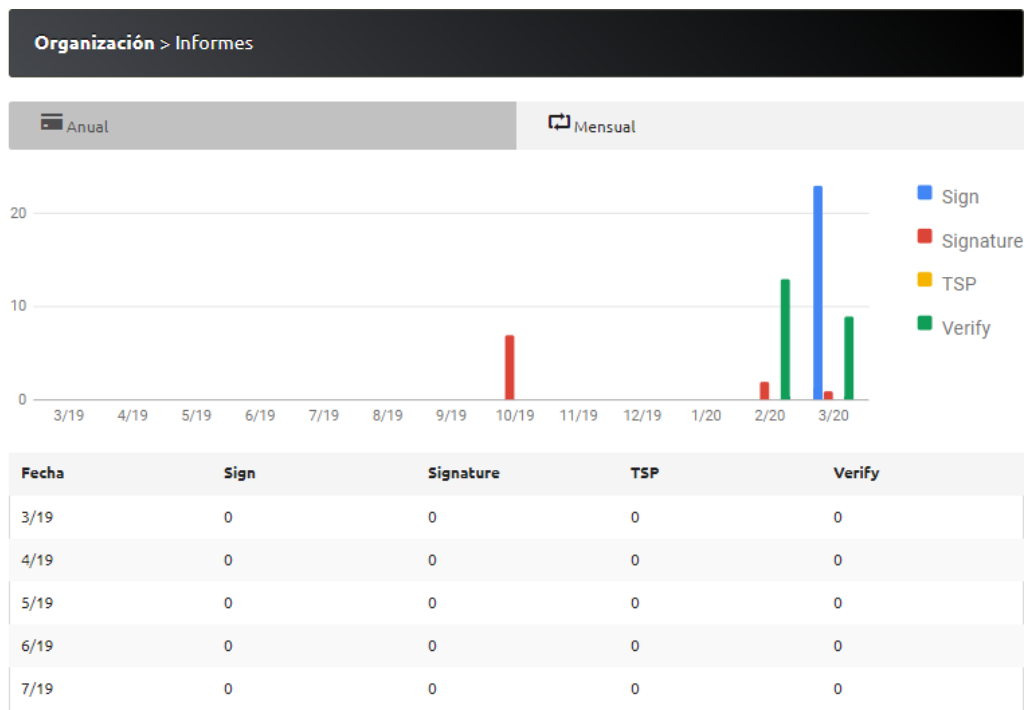 Organización > Informes
Anual
Mensual
20
10
0
3/19 4/19 5/19 6/19 7/19 8/19 9/19 10/19 11/19 12/19 1/20 2/20 3/20
Sign
Signature
TSP
Verify
Fecha Sign Signature TSP Verify
3/19 0 0 0 0
4/19 0 0 0 0
5/19 0 0 0 0
6/19 0 0 0 0
7/19 0 0 0 0